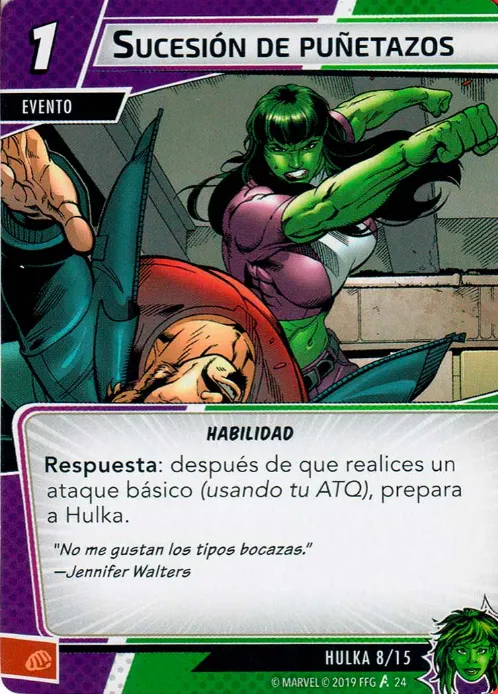 1
SUCESIÓN DE PUÑETAZOS
EVENTO
HABILIDAD
Respuesta: después de que realices un
ataque básico (usando tu ATQ), prepara
a Hulka.
"No me gustan los tipos bocazas."
—Jennifer Walters
HULKA 8/15
© MARVEL © 2019 FFG A 24